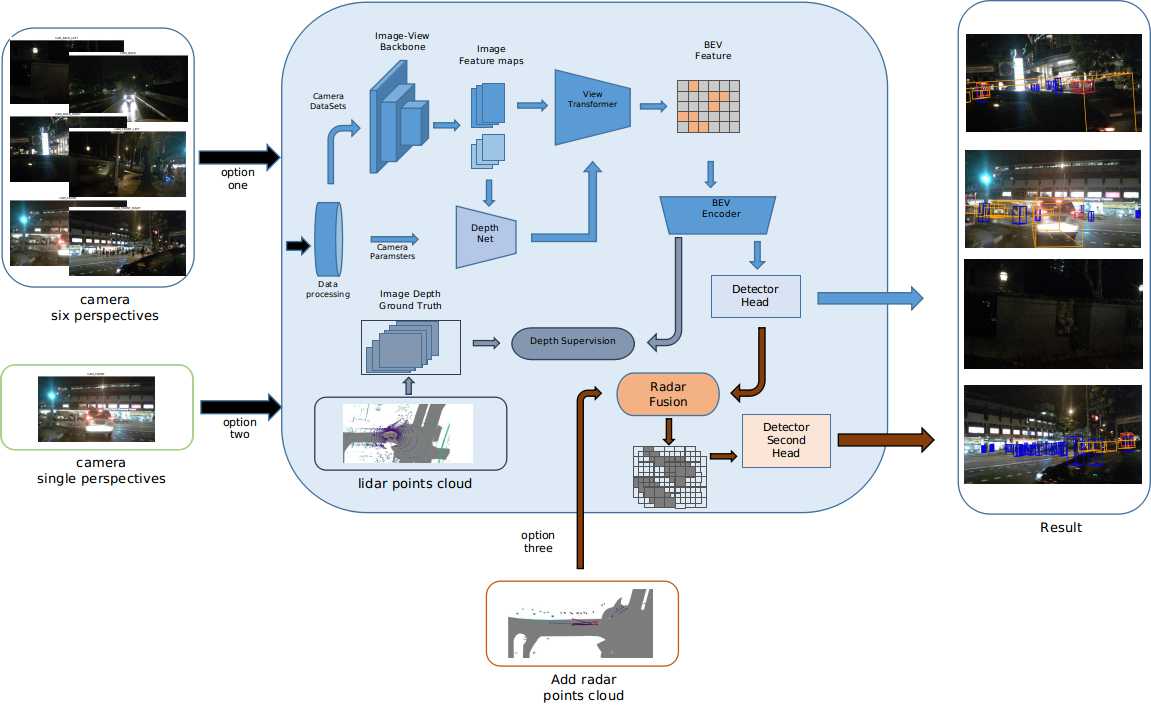 Image-View
Backbone
Image
Feature maps
BEV
Feature
Camera
DataSets
View
Transformer
option
one
BEV
Encoder
Depth
Net
Camera
Paramsters
Data
processing
camera
six perspectives
Image Depth
Ground Truth
Detector
Head
Depth Supervision
Radar
Fusion
option
two
Detector
Second
Head
camera
single perspectives
lidar points cloud
Result
option
three
Add radar
points cloud